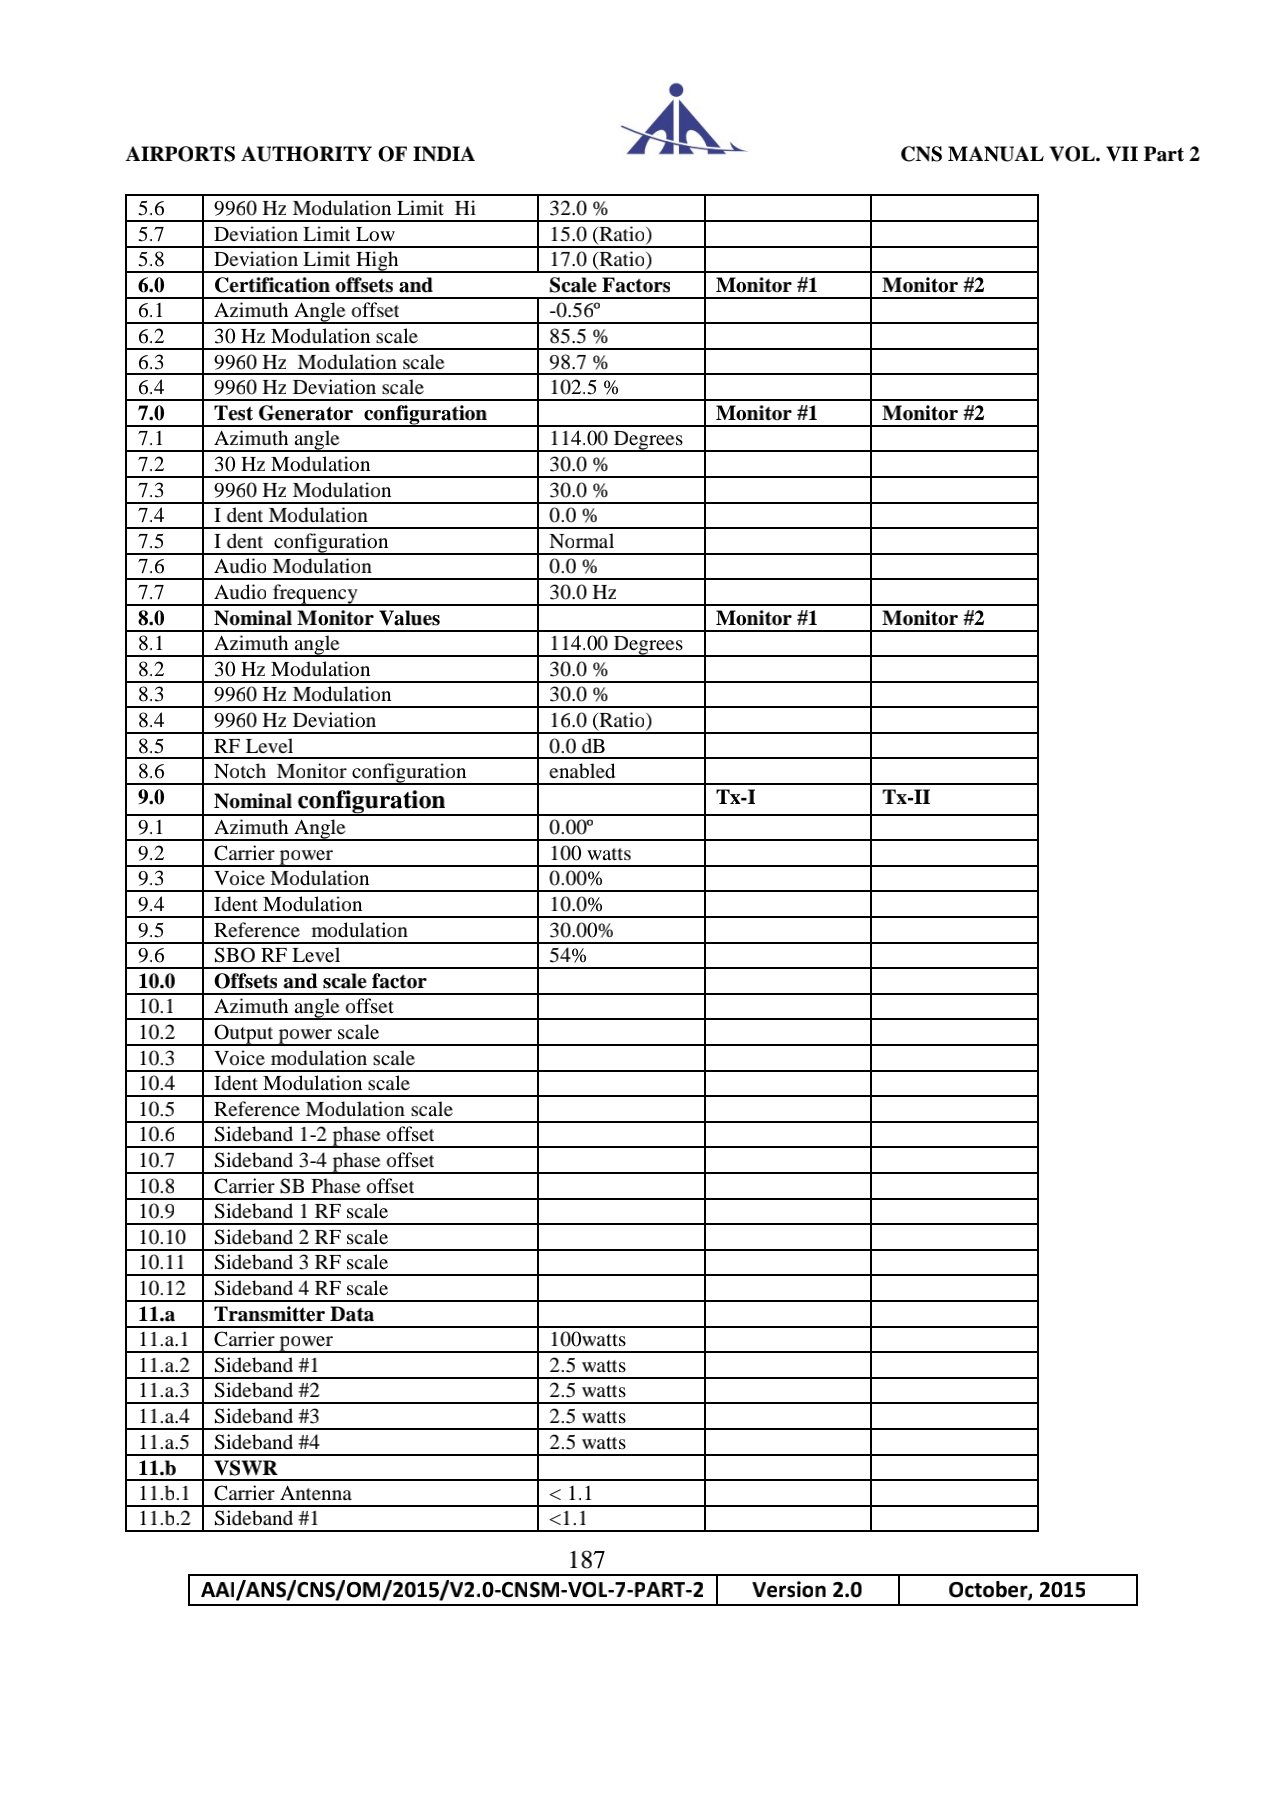 AIRPORTS AUTHORITY OF INDIA CNS MANUAL VOL. VII Part 2
5.6 9960 Hz Modulation Limit Hi 32.0 %
5.7 Deviation Limit Low 15.0 (Ratio)
5.8 Deviation Limit High 17.0 (Ratio)
6.0 Certification offsets and Scale Factors Monitor #1 Monitor #2
6.1 Azimuth Angle offset -0.56º
6.2 30 Hz Modulation scale 85.5 %
6.3 9960 Hz Modulation scale 98.7 %
6.4 9960 Hz Deviation scale 102.5 %
7.0 Test Generator configuration Monitor #1 Monitor #2
7.1 Azimuth angle 114.00 Degrees
7.2 30 Hz Modulation 30.0 %
7.3 9960 Hz Modulation 30.0 %
7.4 I dent Modulation 0.0 %
7.5 I dent configuration Normal
7.6 Audio Modulation 0.0 %
7.7 Audio frequency 30.0 Hz
8.0 Nominal Monitor Values Monitor #1 Monitor #2
8.1 Azimuth angle 114.00 Degrees
8.2 30 Hz Modulation 30.0 %
8.3 9960 Hz Modulation 30.0 %
8.4 9960 Hz Deviation 16.0 (Ratio)
8.5 RF Level 0.0 dB
8.6 Notch Monitor configuration enabled
9.0 Nominal configuration Tx-I Tx-II
9.1 Azimuth Angle 0.00º
9.2 Carrier power 100 watts
9.3 Voice Modulation 0.00%
9.4 Ident Modulation 10.0%
9.5 Reference modulation 30.00%
9.6 SBO RF Level 54%
10.0 Offsets and scale factor
10.1 Azimuth angle offset
10.2 Output power scale
10.3 Voice modulation scale
10.4 Ident Modulation scale
10.5 Reference Modulation scale
10.6 Sideband 1-2 phase offset
10.7 Sideband 3-4 phase offset
10.8 Carrier SB Phase offset
10.9 Sideband 1 RF scale
10.10 Sideband 2 RF scale
10.11 Sideband 3 RF scale
10.12 Sideband 4 RF scale
11.a Transmitter Data
11.a.1 Carrier power 100watts
11.a.2 Sideband #1 2.5 watts
11.a.3 Sideband #2 2.5 watts
11.a.4 Sideband #3 2.5 watts
11.a.5 Sideband #4 2.5 watts
11.b VSWR
11.b.1 Carrier Antenna < 1.1
11.b.2 Sideband #1 <1.1
187
AAI/ANS/CNS/OM/2015/V2.0-CNSM-VOL-7-PART-2 Version 2.0 October, 2015